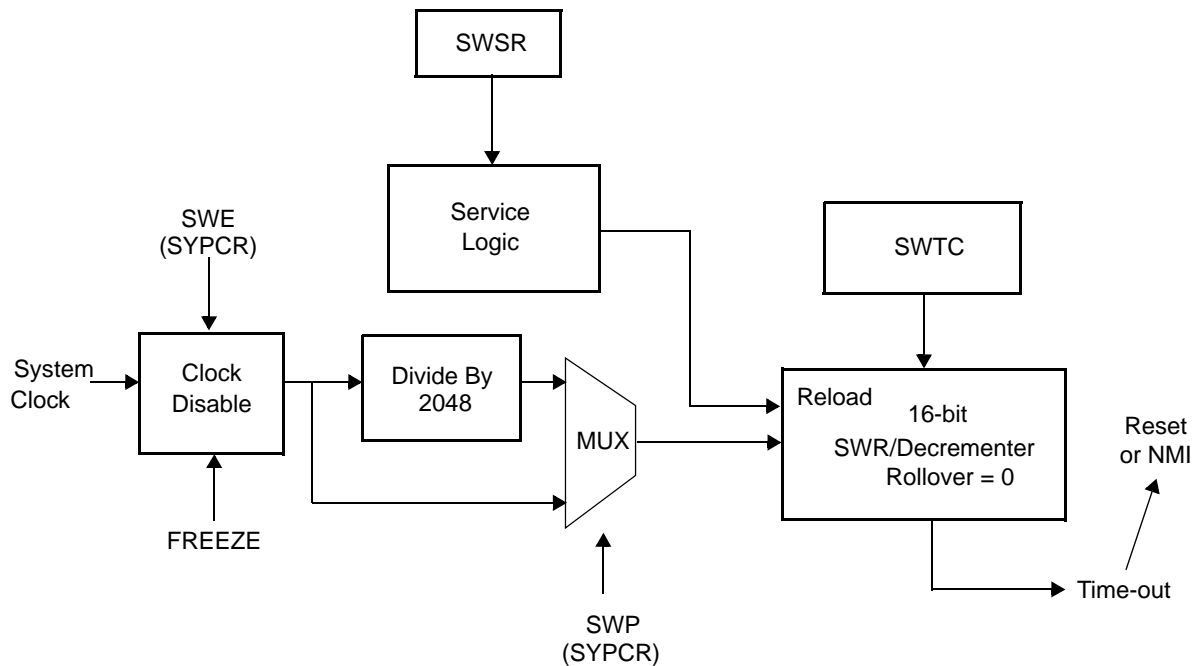 SWSR
Service
Logic
SWE
(SYPCR)
SWTC
System
Clock
Clock
Disable
Divide By
2048
MUX
Reload
16-bit
SWR/Decrementer
Rollover = 0
Reset
or NMI
FREEZE
Time-out
SWP
(SYPCR)